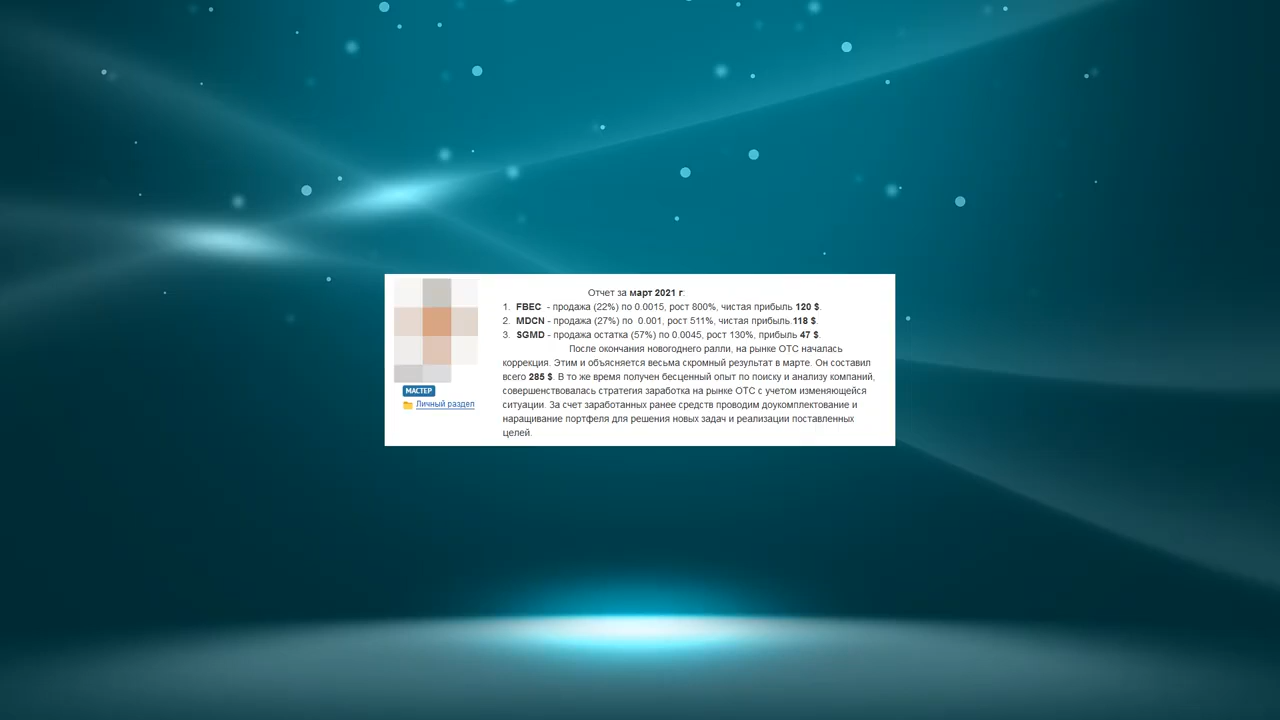 Отчет за март 2021 г.
1. FBEC - продажа (22%) по 0.0015, рост 800%, чистая прибыль 120 $.
2. MDCN - продажа (27%) по 0.001, рост 511%, чистая прибыль.118 $.
3. SGMD - продажа остатка (57%) по 0.0045, рост 130%, прибыль 47 $.
После окончания новогоднего ралли, на рынке ОТС началась
коррекция. Этим и объясняется весьма скромный результат в марте. Он составил
всего 285 $. В то же время получен бесценный опыт по поиску и анализу компаний,
совершенствовалась стратегия заработка на рынке ОТС с учетом изменяющейся
ситуации. За счет заработанных ранее средств проводим доукомплектование и
наращивание портфеля для решения новых задач и реализации поставленных
целей.
МАСТЕР
Личный раздел